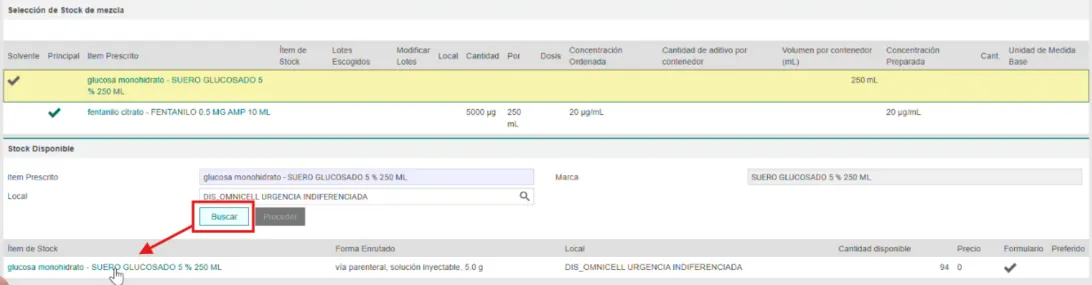 Selección de Stock de mezcla
Solvente Principal Ítem Prescrito Ítem de Stock Lotes Escogidos Modificar Lotes Local Cantidad Por Dosis Concentración Ordenada Cantidad de aditivo por contenedor Volumen por contenedor (mL) Concentración Preparada Cant. Unidad de Medida Base
glucosa monohidrato - SUERO GLUCOSADO 5 250 mL
% 250 ML
fentanilo citrato - FENTANILO 0.5 MG AMP 10 ML 5000 µg 250 mL 20 µg/mL 20 µg/mL
Stock Disponible
Ítem Prescrito glucosa monohidrato - SUERO GLUCOSADO 5 % 250 ML Marca SUERO GLUCOSADO 5 % 250 ML
Local DIS_OMNICELL URGENCIA INDIFERENCIADA
Buscar Proceder
Ítem de Stock Forma Enrutado Local Cantidad disponible Precio Formulario Preferido
glucosa monohidrato - SUERO GLUCOSADO 5 % 250 ML vía parenteral, solución inyectable, 5.0 g DIS_OMNICELL URGENCIA INDIFERENCIADA 94 0